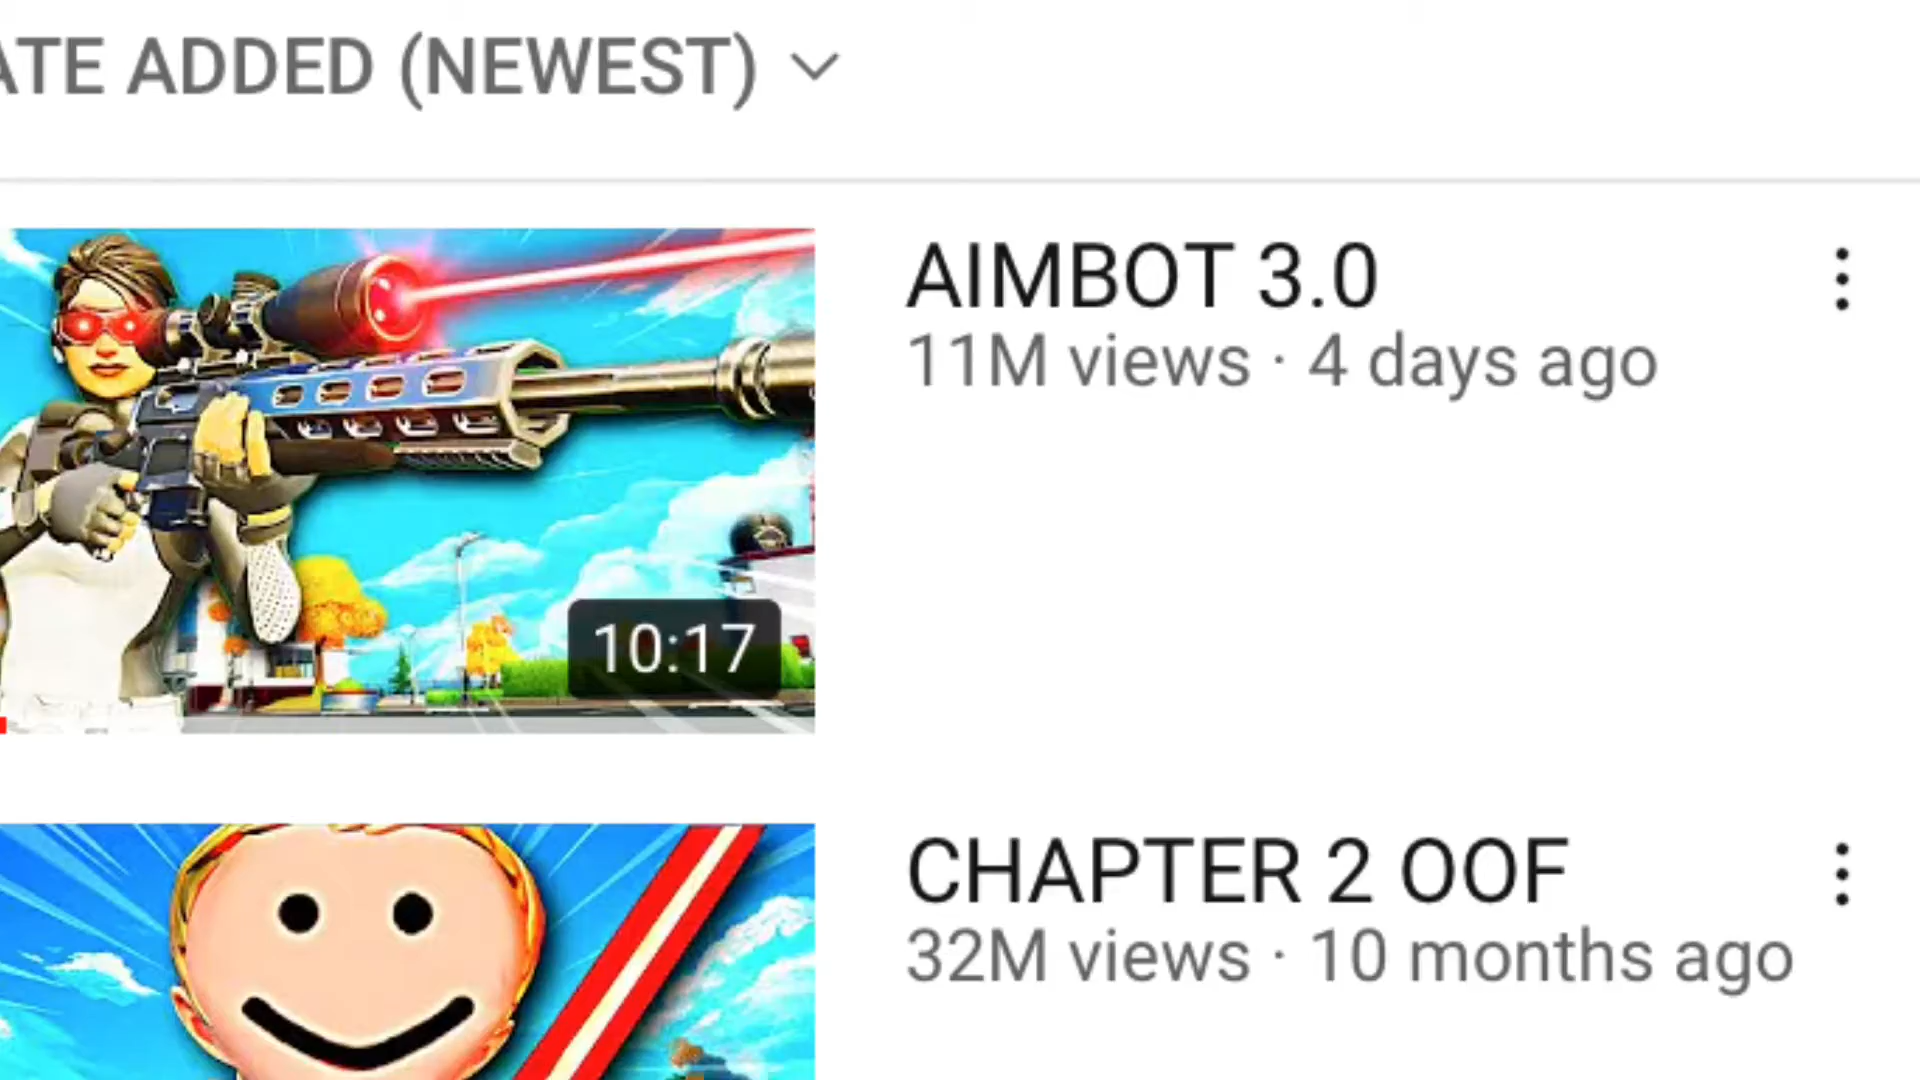 ATE ADDED (NEWEST)
AIMBOT 3.0
11M views · 4 days ago
10:17
CHAPTER 2 OOF
32M views · 10 months ago